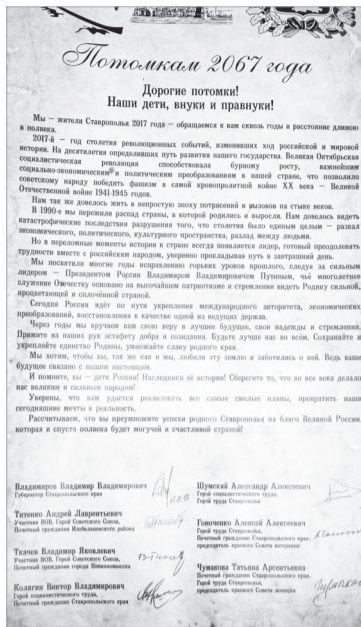 Потомкам 2067 года
Дорогие потомки!
Наши дети, внуки и правнуки!
Мы – жители Ставрополья 2017 года – обращаемся к вам сквозь годы и расстояние длиною
в полвека.
2017-й – год столетия революционных событий, изменивших ход российской и мировой
истории. На десятилетия определивших путь развития нашего государства. Великая Октябрьская
социалистическая революция способствовала бурному росту, важнейшим
социально-экономическим и политическим преобразованиям в нашей стране, что позволило
советскому народу победить фашизм в самой кровопролитной войне XX века – Великой
Отечественной войне 1941-1945 годов.
Нам так же довелось жить в непростую эпоху потрясений и вызовов на стыке веков.
В 1990-е мы пережили распад страны, в которой родились и выросли. Нам довелось видеть
катастрофические последствия разрушения того, что столетия было единым целым – развал
экономического, политического, культурного пространства, разлад между людьми.
Но в переломные моменты истории в стране всегда появляется лидер, готовый преодолевать
трудности вместе с российским народом, уверенно прокладывая путь в завтрашний день.
Мы посвятили многие годы исправлению горьких уроков прошлого, следуя за сильным
лидером – Президентом России Владимиром Владимировичем Путиным, чьё многолетнее
служение Отечеству основано на высочайшем патриотизме и стремлении видеть Родину сильной,
процветающей и сплочённой страной.
Сегодня Россия идёт по пути укрепления международного авторитета, экономических
преобразований, восстановления в качестве одной из ведущих держав.
Через годы мы вручаем вам свою веру в лучшее будущее, свои надежды и стремления.
Примите из наших рук эстафету добра и созидания. Будьте лучше нас во всём. Сохраняйте и
укрепляйте единство Родины, умножайте славу родного края.
Мы хотим, чтобы вы, так же как и мы, любили эту землю и заботились о ней. Ведь ваше
будущее связано с нашим настоящим.
И помните, вы – дети России! Наследники её истории! Сберегите то, что во все века делало
нас великим и сильным народом!
Уверены, что вам удастся реализовать все самые смелые планы, превратить наши
сегодняшние мечты в реальность.
Рассчитываем, что вы преумножите успехи родного Ставрополья на благо Великой России,
которая и спустя полвека будет могучей и счастливой страной!
Владимиров Владимир Владимирович
Губернатор Ставропольского края
Титенко Андрей Лаврентьевич
Участник ВОВ, Герой Советского Союза,
Почетный гражданин Изобильненского района
Ткачев Владимир Яковлевич
Участник ВОВ, Герой Советского Союза,
Почетный гражданин города Невинномысска
Колягин Виктор Владимирович
Герой социалистического труда,
Почетный гражданин Ставропольского края
Шумский Александр Алексеевич
Герой социалистического труда,
Герой труда Ставрополья
Гоноченко Алексей Алексеевич
Почетный гражданин Ставропольского края,
председатель краевого Совета ветеранов
Чумакова Татьяна Арсентьевна
Почетный гражданин Ставропольского края,
Герой труда Ставрополья,
председатель краевого Совета женщин